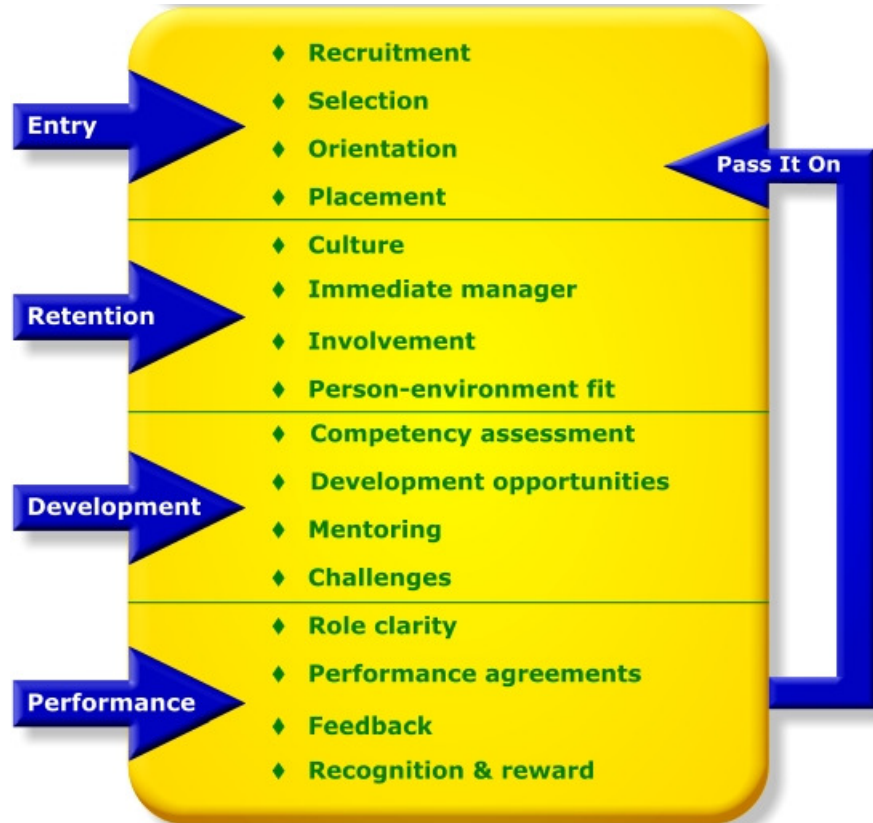 Entry
♦ Recruitment
♦ Selection
♦ Orientation
♦ Placement
Pass It On
Retention
♦ Culture
♦ Immediate manager
♦ Involvement
♦ Person-environment fit
Development
♦ Competency assessment
♦ Development opportunities
♦ Mentoring
♦ Challenges
Performance
♦ Role clarity
♦ Performance agreements
♦ Feedback
♦ Recognition & reward